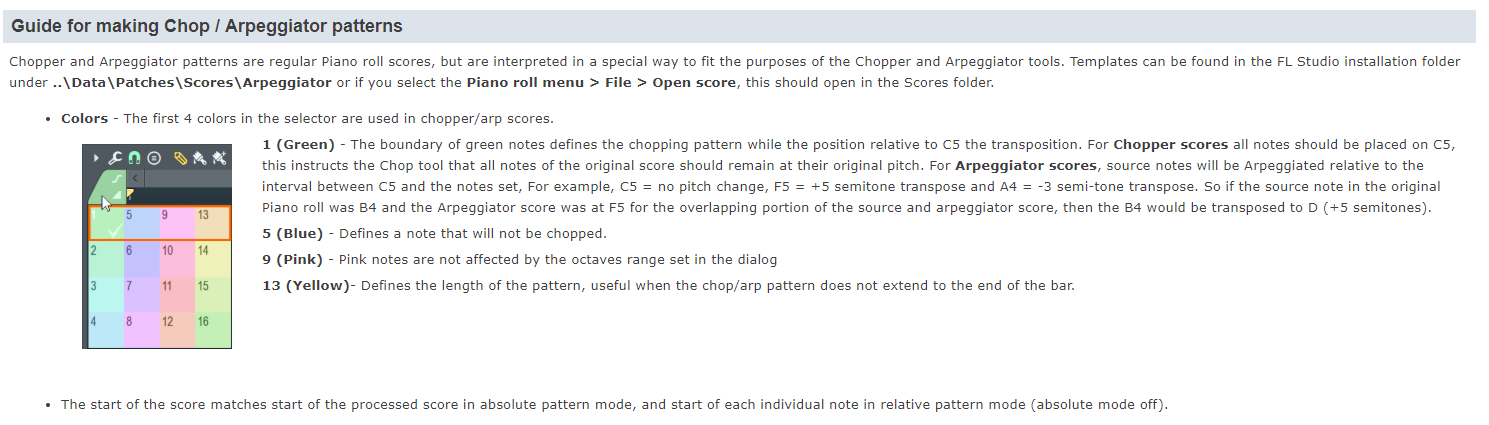 Guide for making Chop / Arpeggiator patterns
Chopper and Arpeggiator patterns are regular Piano roll scores, but are interpreted in a special way to fit the purposes of the Chopper and Arpeggiator tools. Templates can be found in the FL Studio installation folder
under ..\Data\Patches\Scores\Arpeggiator or if you select the Piano roll menu > File > Open score, this should open in the Scores folder.
• Colors - The first 4 colors in the selector are used in chopper/arp scores.
1 (Green) - The boundary of green notes defines the chopping pattern while the position relative to C5 the transposition. For Chopper scores all notes should be placed on C5,
this instructs the Chop tool that all notes of the original score should remain at their original pitch. For Arpeggiator scores, source notes will be Arpeggiated relative to the
interval between C5 and the notes set, For example, C5 = no pitch change, F5 = +5 semitone transpose and A4 = -3 semi-tone transpose. So if the source note in the original
Piano roll was B4 and the Arpeggiator score was at F5 for the overlapping portion of the source and arpeggiator score, then the B4 would be transposed to D (+5 semitones).
5 (Blue) - Defines a note that will not be chopped.
9 (Pink) - Pink notes are not affected by the octaves range set in the dialog
13 (Yellow)- Defines the length of the pattern, useful when the chop/arp pattern does not extend to the end of the bar.
1 5 9 13
2 6 10 14
3 7 11 15
4 8 12 16
• The start of the score matches start of the processed score in absolute pattern mode, and start of each individual note in relative pattern mode (absolute mode off).